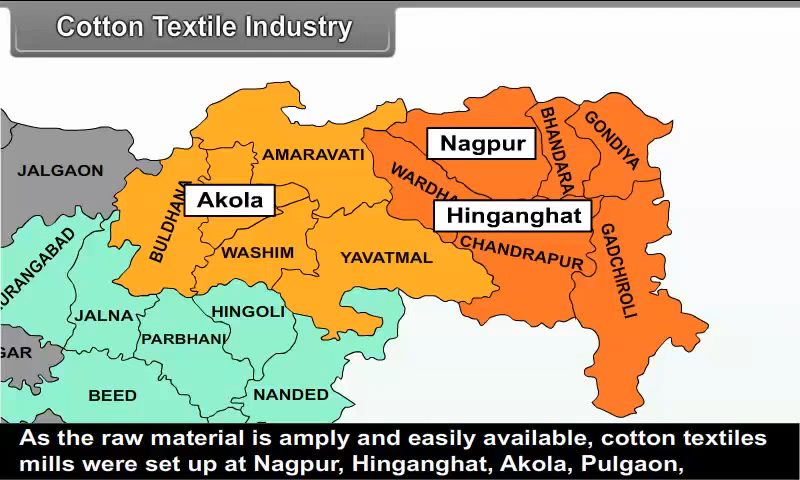 Cotton Textile Industry
JALGAON
AMARAVATI
BULDHANA
Akola
WASHIM
YAVATMAL
Nagpur
WARDHA
Hinganghat
BHANDARA
GONDIYA
CHANDRAPUR
GADCHIROLI
URANGABAD
JALNA
HINGOLI
PARBHANI
GAR
BEED
NANDED
As the raw material is amply and easily available, cotton textiles
mills were set up at Nagpur, Hinganghat, Akola, Pulgaon,